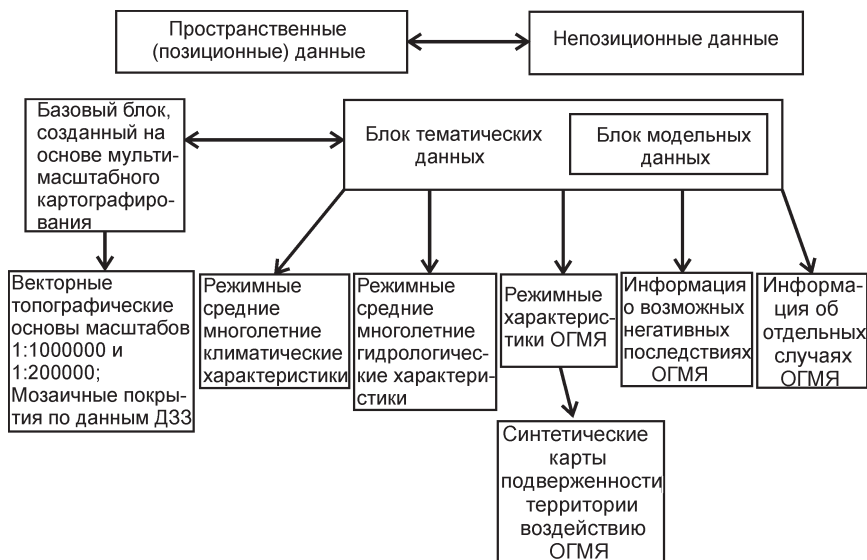 Пространственные
(позиционные) данные
Непозиционные данные
Базовый блок,
созданный на
основе мульти-
масштабного
картографиро-
вания
Блок тематических
данных
Блок модельных
данных
Векторные
топографические
основы масштабов
1:1000000 и
1:200000;
Мозаичные покры-
тия по данным ДЗЗ
Режимные
средние
многолетние
климатические
характеристики
Режимные
средние
многолетние
гидрологичес-
кие характери-
стики
Режимные
характерис-
тики ОГМЯ
Информация
о возможных
негативных
последствиях
ОГМЯ
Информа-
ция об
отдельных
случаях
ОГМЯ
Синтетические
карты
подверженности
территории
воздействию
ОГМЯ